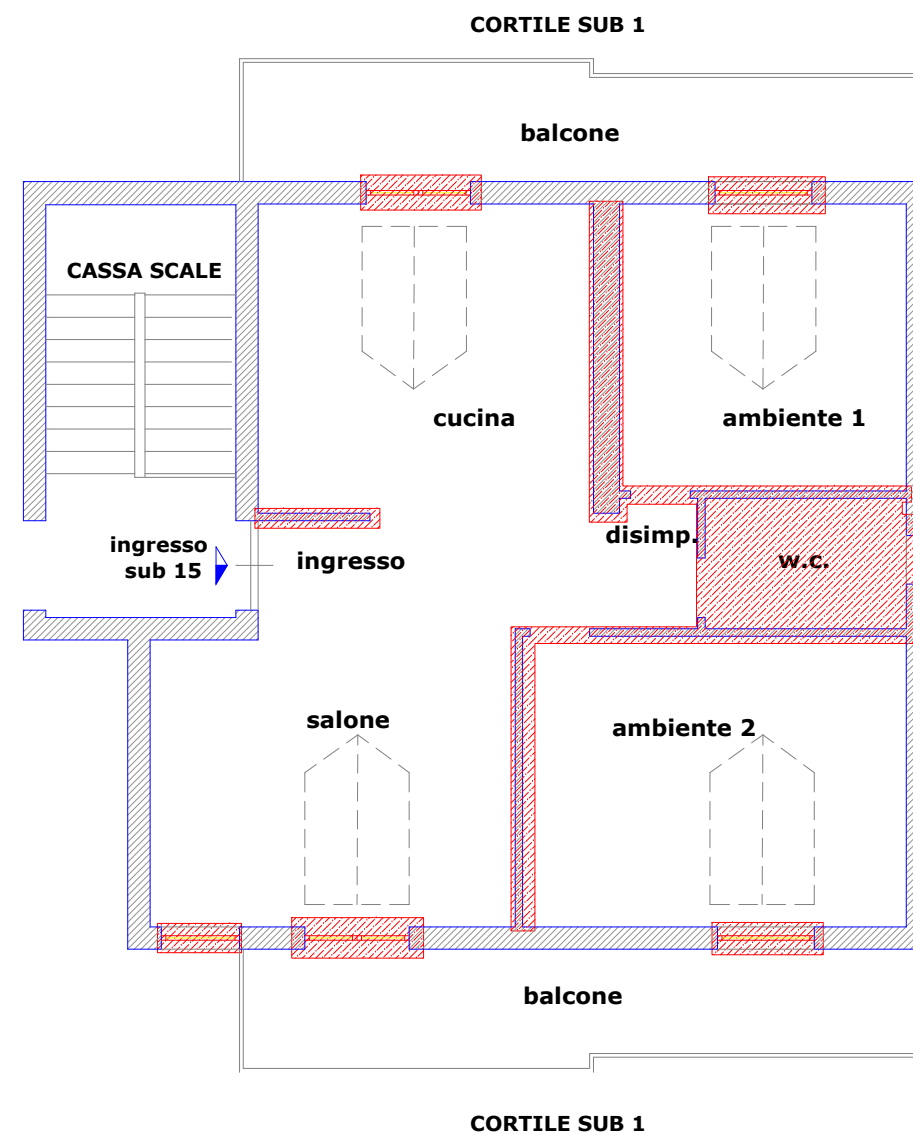 CORTILE SUB 1
balcone
CASSA SCALE
cucina
ambiente 1
ingresso
sub 15
ingresso
disimp.
w.c.
salone
ambiente 2
balcone
CORTILE SUB 1